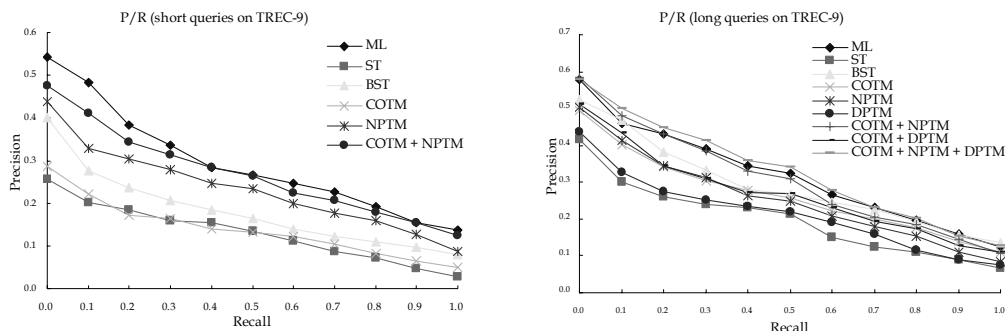 P/R (short queries on TREC-9)
0.6
0.5
0.4
0.3
0.2
0.1
0.0
Precision
ML
ST
BST
COTM
NPTM
COTM + NPTM
0.0 0.1 0.2 0.3 0.4 0.5 0.6 0.7 0.8 0.9 1.0
Recall
P/R (long queries on TREC-9)
0.7
0.6
0.5
0.4
0.3
0.2
0.1
0.0
Precision
ML
ST
BST
COTM
NPTM
DPTM
COTM + NPTM
COTM + DPTM
COTM + NPTM + DPTM
0.0 0.1 0.2 0.3 0.4 0.5 0.6 0.7 0.8 0.9 1.0
Recall